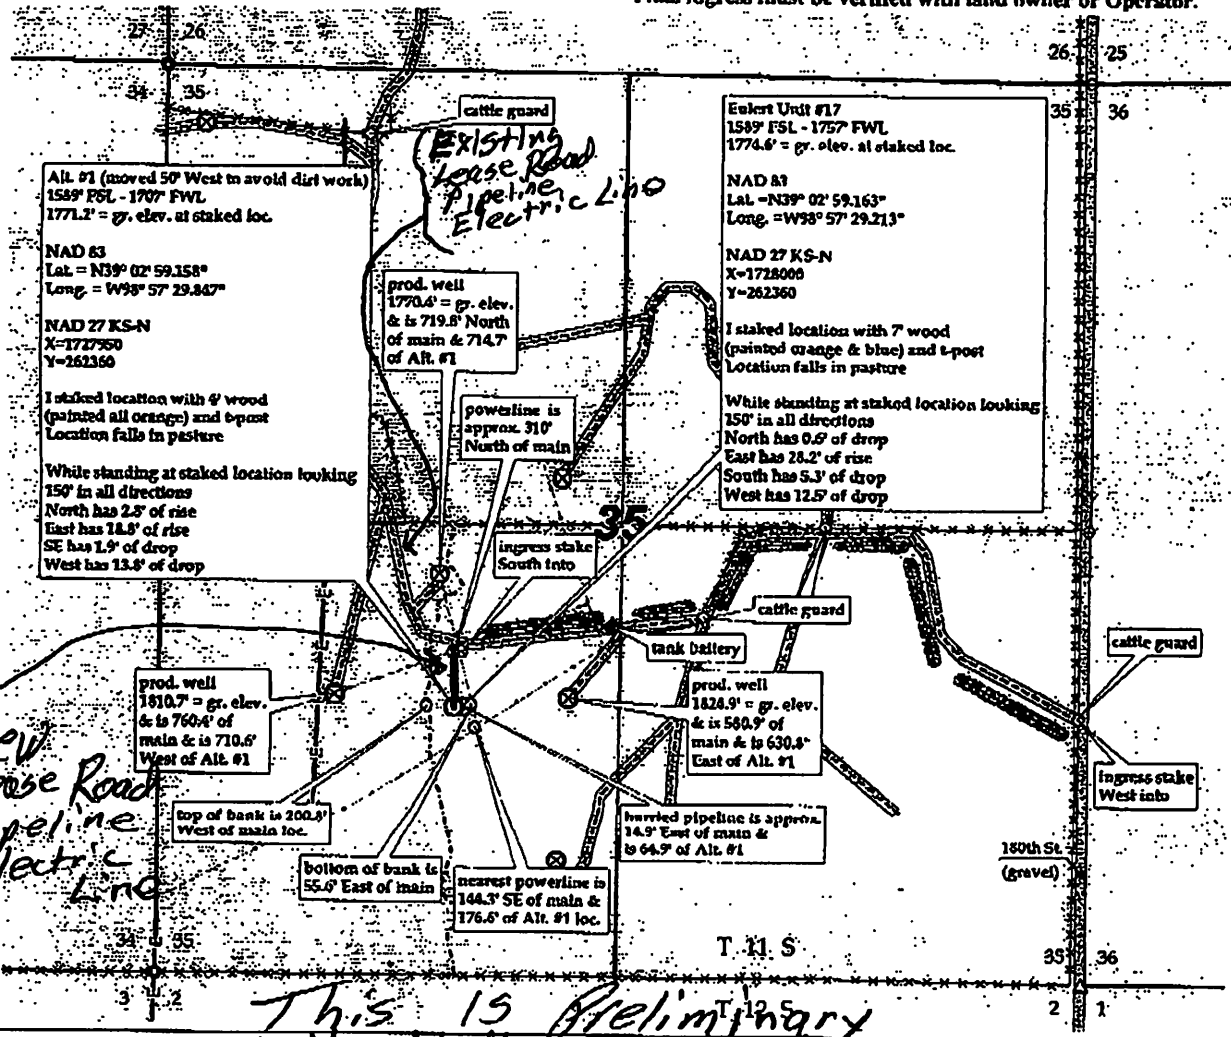 Final ingress must be verified with land owner or Operator.
27 26
26 25
34 35
35 36
cattle guard
Existing
Lease Road
Pipeline
Electric Line
Alt. #1 (moved 50' West to avoid dirt work)
1589' FSL - 1707' FWL
1771.2' = gr. elev. at staked loc.
NAD 83
Lat. = N39° 02' 59.158"
Long. = W98° 57' 29.847"
NAD 27 KS-N
X=1727950
Y=262360
I staked location with 4' wood
(painted all orange) and t-post
Location falls in pasture
While standing at staked location looking
150' in all directions
North has 2.8' of rise
East has 18.8' of rise
SE has 1.9' of drop
West has 13.8' of drop
Eulert Unit #17
1589' FSL - 1757' FWL
1774.6' = gr. elev. at staked loc.
NAD 83
Lat. =N39° 02' 59.163"
Long. =W98° 57' 29.213"
NAD 27 KS-N
X=1728000
Y=262360
I staked location with 7' wood
(painted orange & blue) and t-post
Location falls in pasture
While standing at staked location looking
150' in all directions
North has 0.6' of drop
East has 28.2' of rise
South has 5.3' of drop
West has 12.5' of drop
prod. well
1770.4' = gr. elev.
& is 719.8' North
of main & 714.7'
of Alt. #1
powerline is
approx. 310'
North of main
35
ingress stake
South into
cattle guard
tank battery
cattle guard
prod. well
1810.7' = gr. elev.
& is 760.4' of
main & is 710.6'
West of Alt. #1
prod. well
1828.9' = gr. elev.
& is 580.9' of
main & is 630.8'
East of Alt. #1
ingress stake
West into
Road
top of bank is 200.8'
West of main loc.
burried pipeline is approx.
14.9' East of main &
is 64.9' of Alt. #1
bottom of bank is
55.6' East of main
nearest powerline is
144.3' SE of main &
176.6' of Alt. #1 loc.
180th St.
(gravel)
Line
34 35
T 11 S
35 36
3 2
T 12 S
2 1
This is Preliminary